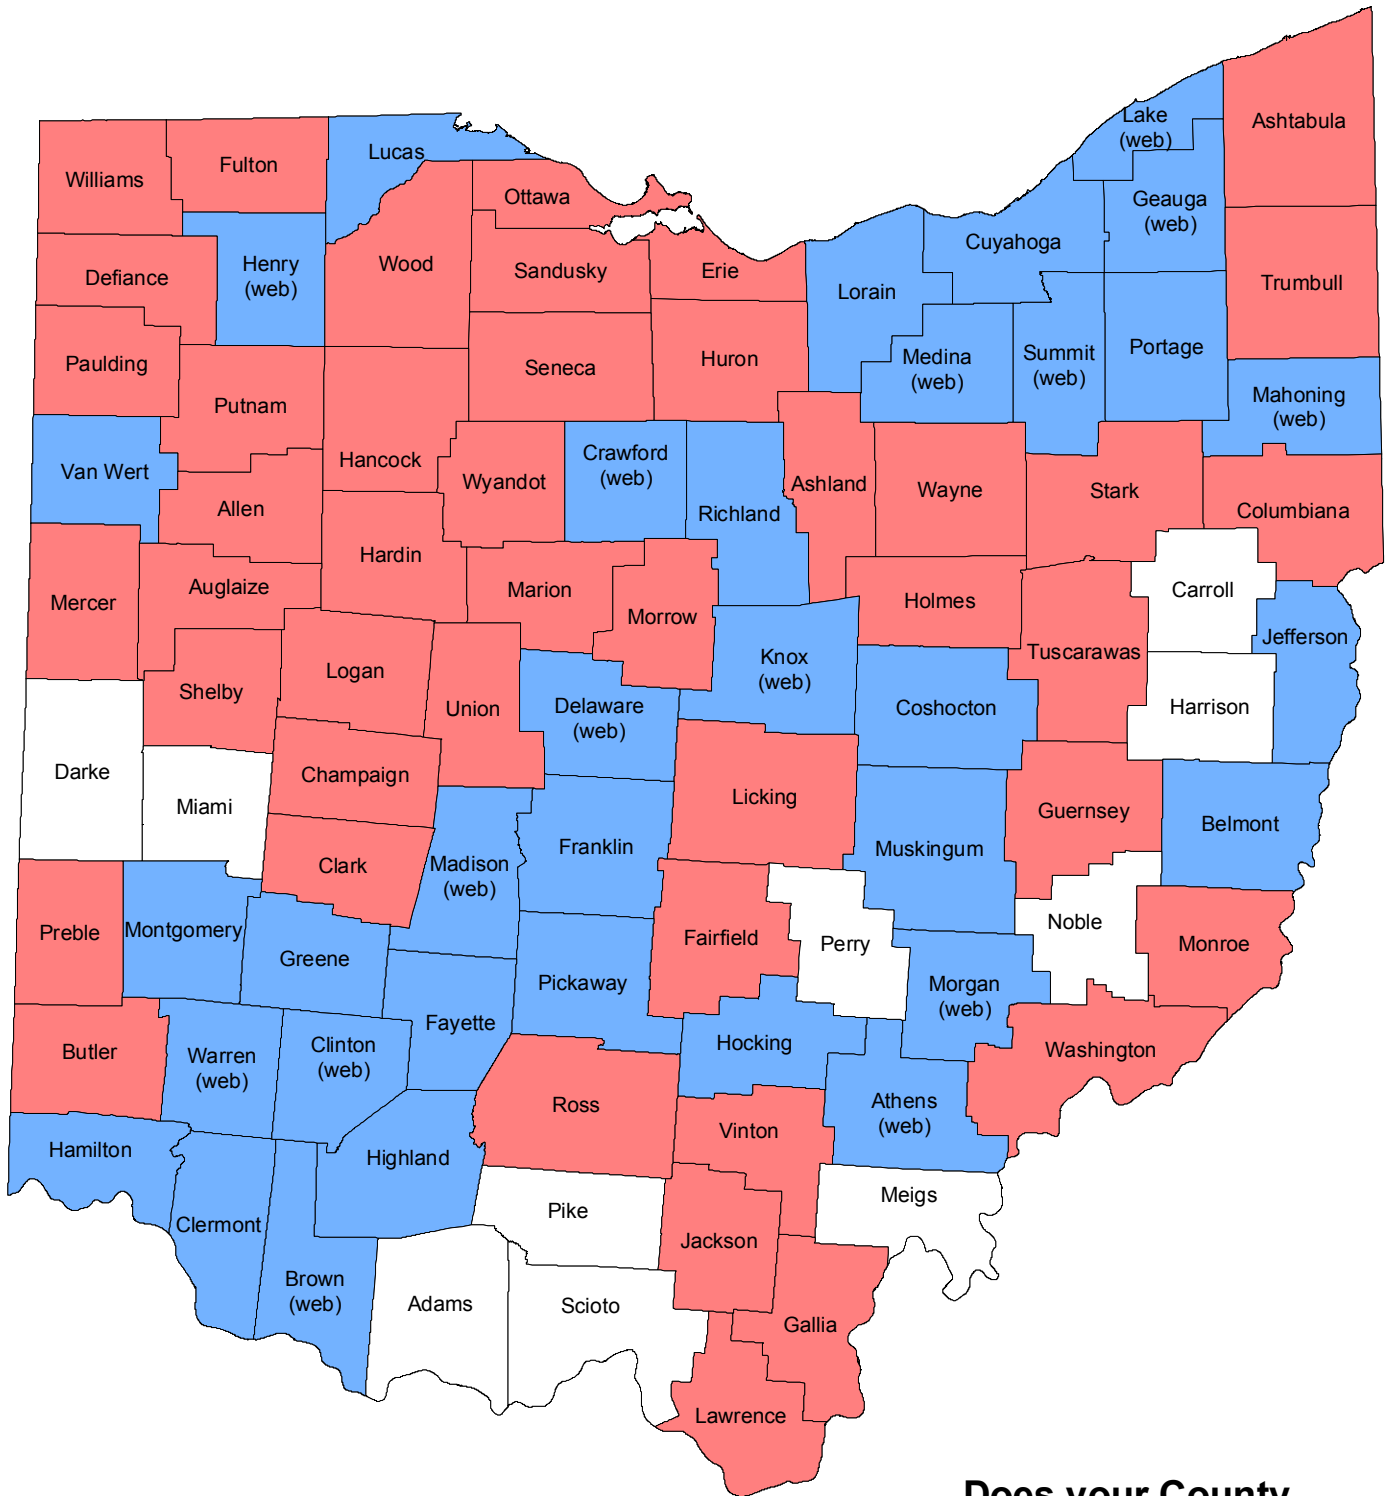 Ashtabula
Lake
(web)
Lucas
Fulton
Williams
Ottawa
Geauga
(web)
Cuyahoga
Wood
Henry
(web)
Defiance
Sandusky
Erie
Trumbull
Lorain
Portage
Summit
(web)
Medina
(web)
Huron
Seneca
Paulding
Mahoning
(web)
Putnam
Hancock
Crawford
(web)
Van Wert
Wyandot
Ashland
Wayne
Stark
Allen
Richland
Columbiana
Hardin
Auglaize
Marion
Carroll
Mercer
Holmes
Morrow
Jefferson
Tuscarawas
Knox
(web)
Logan
Shelby
Union
Delaware
(web)
Coshocton
Harrison
Darke
Champaign
Miami
Licking
Guernsey
Belmont
Franklin
Muskingum
Clark
Madison
(web)
Preble
Montgomery
Greene
Fairfield
Perry
Noble
Monroe
Pickaway
Morgan
(web)
Fayette
Hocking
Butler
Warren
(web)
Clinton
(web)
Washington
Ross
Athens
(web)
Vinton
Hamilton
Highland
Meigs
Pike
Clermont
Jackson
Brown
(web)
Adams
Scioto
Gallia
Lawrence
Does your County